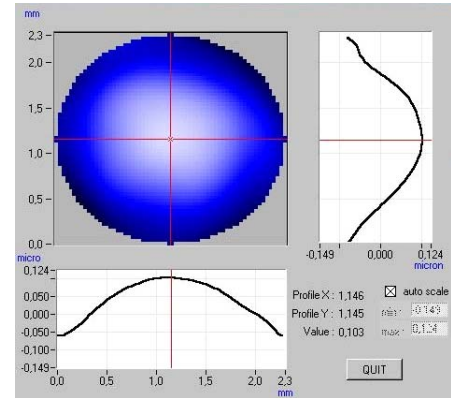 mm
2,3
2,0
1,5
1,0
0,5
0,0
-0,149 0,000 0,124
micron
micro
0,124
0,050
0,000
-0,050
-0,100
-0,149
0,0 0,5 1,0 1,5 2,0 2,3
mm
Profile X : 1,146
Profile Y : 1,145
Value : 0,103
auto scale
min : -0,149
max : 0,124
QUIT